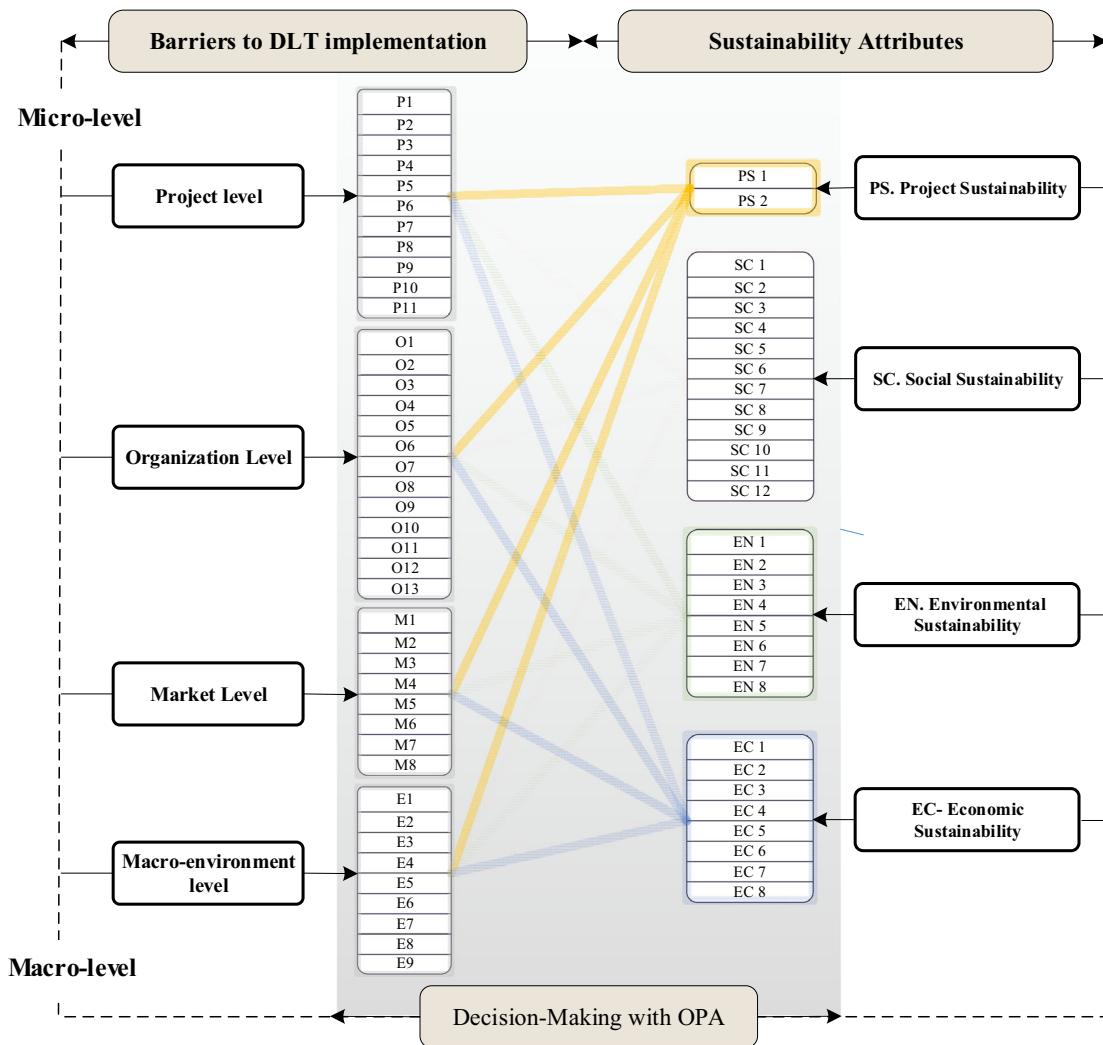 Barriers to DLT implementation
Sustainability Attributes
Micro-level
Project level
P1
P2
P3
P4
P5
P6
P7
P8
P9
P10
P11
Organization Level
O1
O2
O3
O4
O5
O6
O7
O8
O9
O10
O11
O12
O13
Market Level
M1
M2
M3
M4
M5
M6
M7
M8
Macro-environment
level
E1
E2
E3
E4
E5
E6
E7
E8
E9
Macro-level
PS 1
PS 2
PS. Project Sustainability
SC 1
SC 2
SC 3
SC 4
SC 5
SC 6
SC 7
SC 8
SC 9
SC 10
SC 11
SC 12
SC. Social Sustainability
EN 1
EN 2
EN 3
EN 4
EN 5
EN 6
EN 7
EN 8
EN. Environmental
Sustainability
EC 1
EC 2
EC 3
EC 4
EC 5
EC 6
EC 7
EC 8
EC- Economic
Sustainability
Decision-Making with OPA